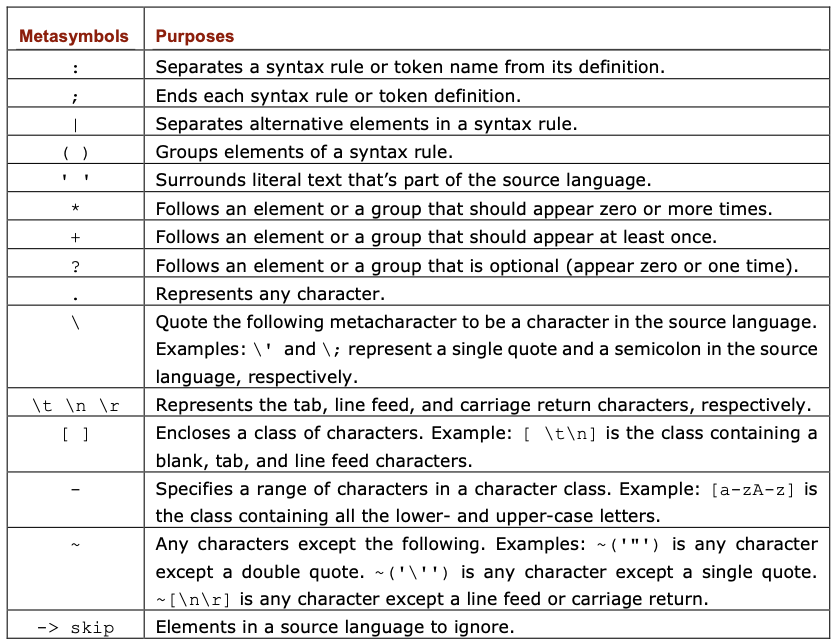 Metasymbols Purposes
: Separates a syntax rule or token name from its definition.
; Ends each syntax rule or token definition.
| Separates alternative elements in a syntax rule.
( ) Groups elements of a syntax rule.
' ' Surrounds literal text that’s part of the source language.
* Follows an element or a group that should appear zero or more times.
+ Follows an element or a group that should appear at least once.
? Follows an element or a group that is optional (appear zero or one time).
. Represents any character.
\ Quote the following metacharacter to be a character in the source language.
Examples: \' and \; represent a single quote and a semicolon in the source
language, respectively.
\t \n \r Represents the tab, line feed, and carriage return characters, respectively.
[ ] Encloses a class of characters. Example: [ \t\n] is the class containing a
blank, tab, and line feed characters.
- Specifies a range of characters in a character class. Example: [a-zA-z] is
the class containing all the lower- and upper-case letters.
~ Any characters except the following. Examples: ~('"') is any character
except a double quote. ~('\'') is any character except a single quote.
~[\n\r] is any character except a line feed or carriage return.
-> skip Elements in a source language to ignore.